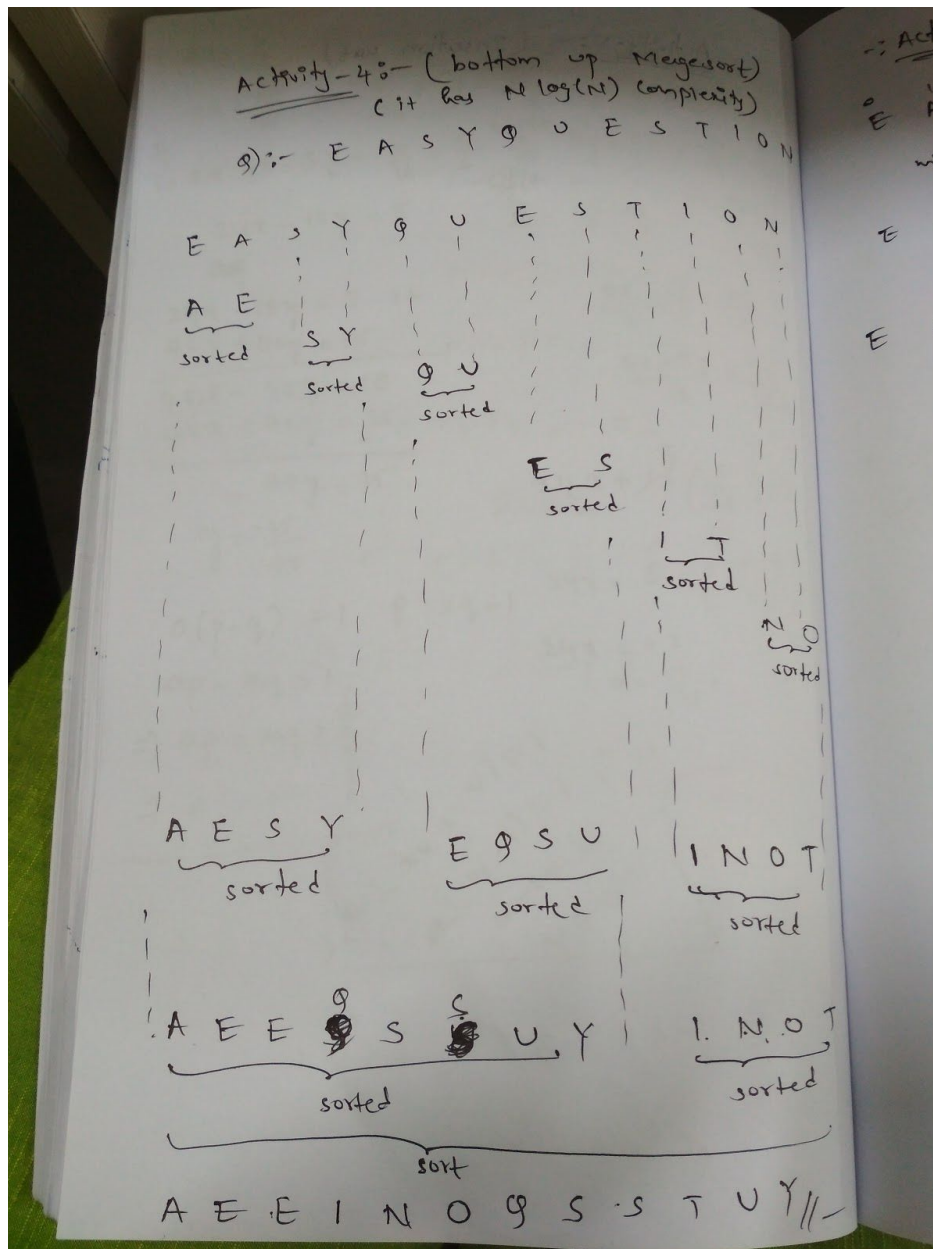 Activity-4:- (bottom up Mergesort)
( it has N log(N) Complexity)
Q):- E A S Y Q U E S T I O N
E A S Y Q U E S T I O N
A E
sorted
S Y
sorted
Q U
sorted
E S
sorted
I T
sorted
N O
sorted
A E S Y
sorted
E Q S U
sorted
I N O T
sorted
Q S
A E E S U Y I N O T
sorted
sorted
sort
A E E I N O Q S S T U Y
-: Act
E
E
E